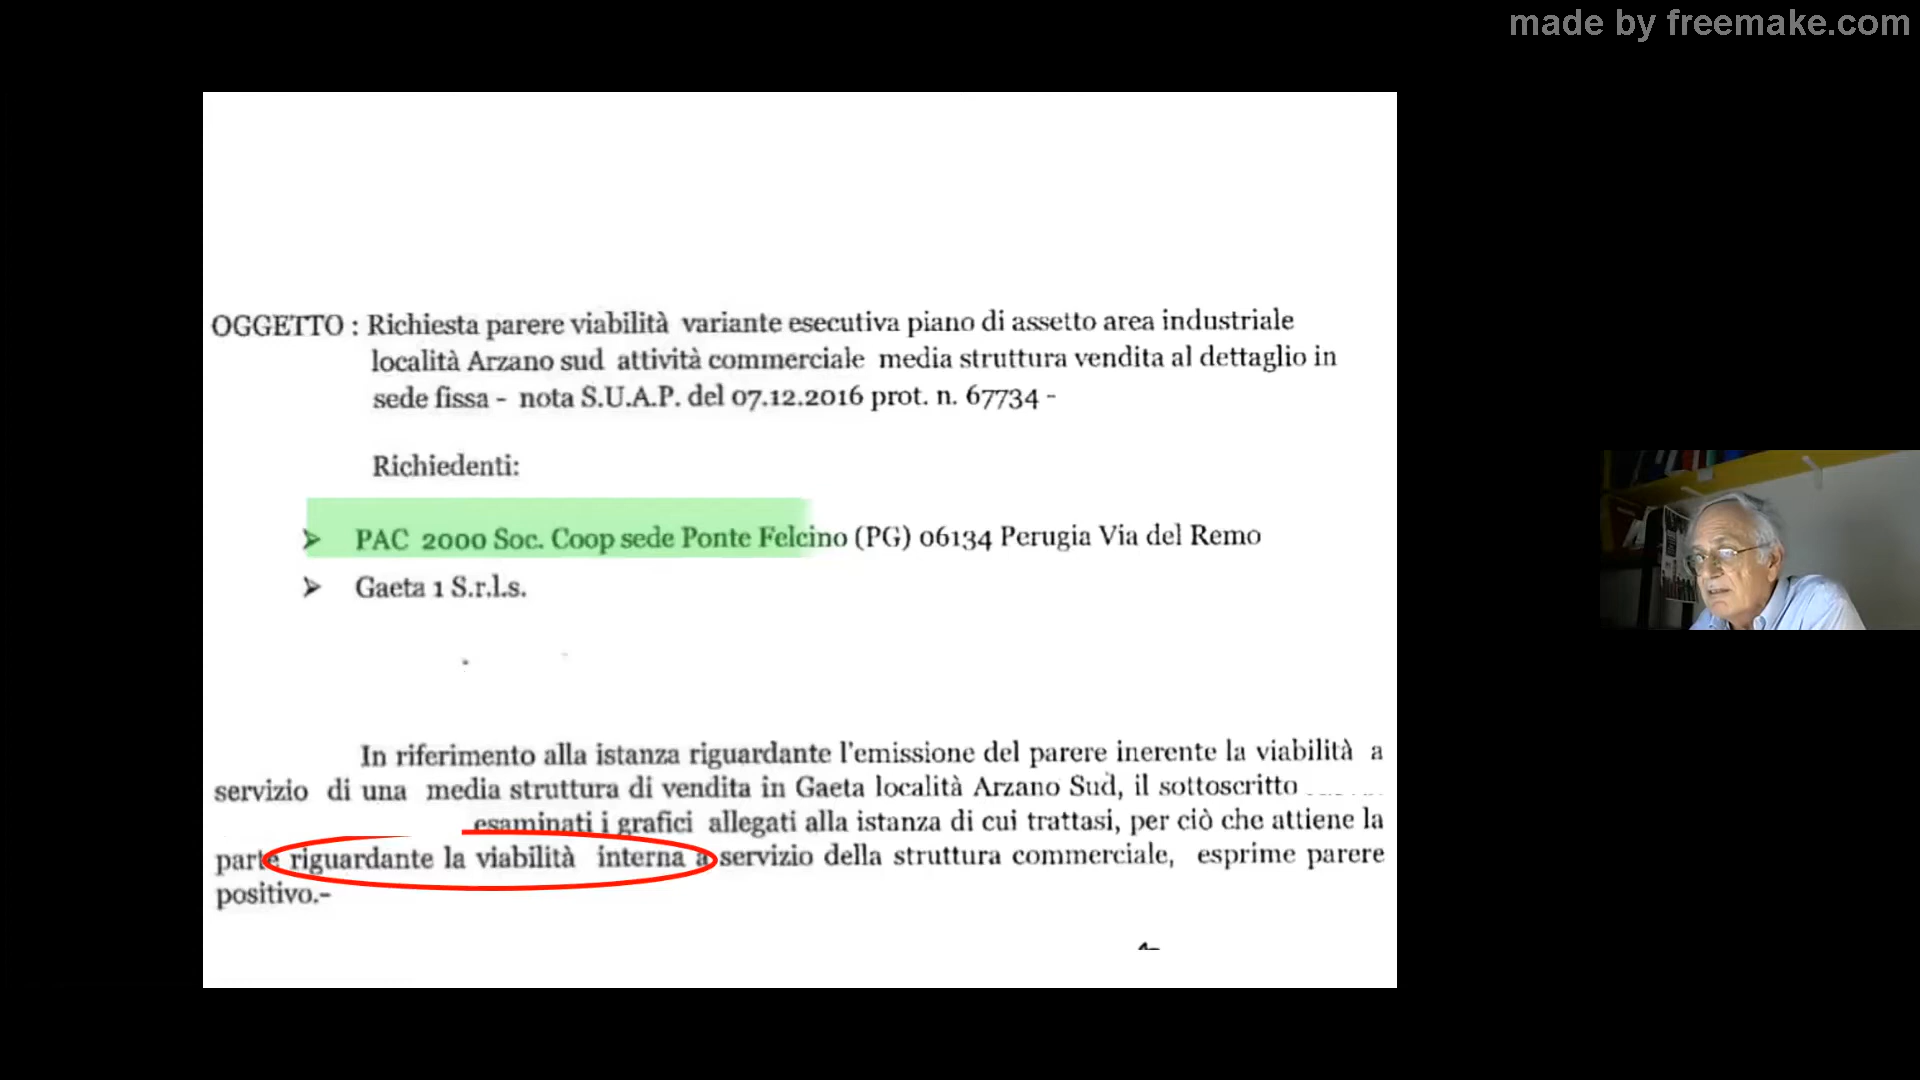 made by freemake.com
OGGETTO : Richiesta parere viabilità variante esecutiva piano di assetto area industriale
località Arzano sud attività commerciale media struttura vendita al dettaglio in
sede fissa - nota S.U.A.P. del 07.12.2016 prot. n. 67734 -
Richiedenti:
➢ PAC 2000 Soc. Coop sede Ponte Felcino (PG) 06134 Perugia Via del Remo
➢ Gaeta 1 S.r.l.s.
In riferimento alla istanza riguardante l'emissione del parere inerente la viabilità a
servizio di una media struttura di vendita in Gaeta località Arzano Sud, il sottoscritto
esaminati i grafici allegati alla istanza di cui trattasi, per ciò che attiene la
parte riguardante la viabilità interna a servizio della struttura commerciale, esprime parere
positivo.-